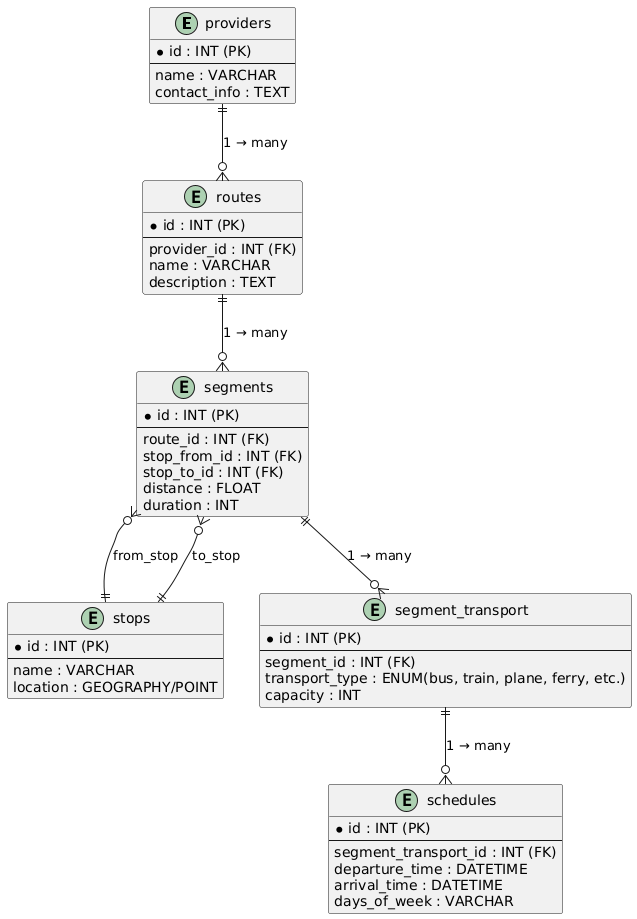 E providers
* id : INT (PK)
name : VARCHAR
contact_info : TEXT
1 → many
E routes
* id : INT (PK)
provider_id : INT (FK)
name : VARCHAR
description : TEXT
1 → many
E segments
* id : INT (PK)
route_id : INT (FK)
stop_from_id : INT (FK)
stop_to_id : INT (FK)
distance : FLOAT
duration : INT
from_stop
to_stop
1 → many
E stops
* id : INT (PK)
name : VARCHAR
location : GEOGRAPHY/POINT
E segment_transport
* id : INT (PK)
segment_id : INT (FK)
transport_type : ENUM(bus, train, plane, ferry, etc.)
capacity : INT
1 → many
E schedules
* id : INT (PK)
segment_transport_id : INT (FK)
departure_time : DATETIME
arrival_time : DATETIME
days_of_week : VARCHAR